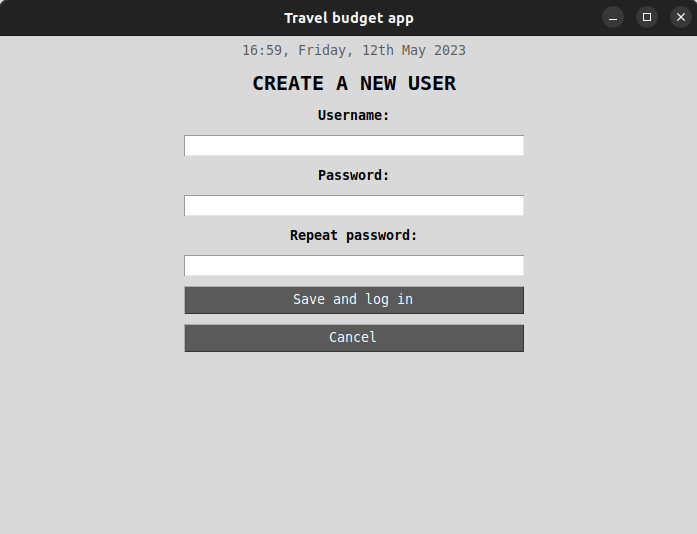 Travel budget app
16:59, Friday, 12th May 2023
CREATE A NEW USER
Username:
Password:
Repeat password:
Save and log in
Cancel